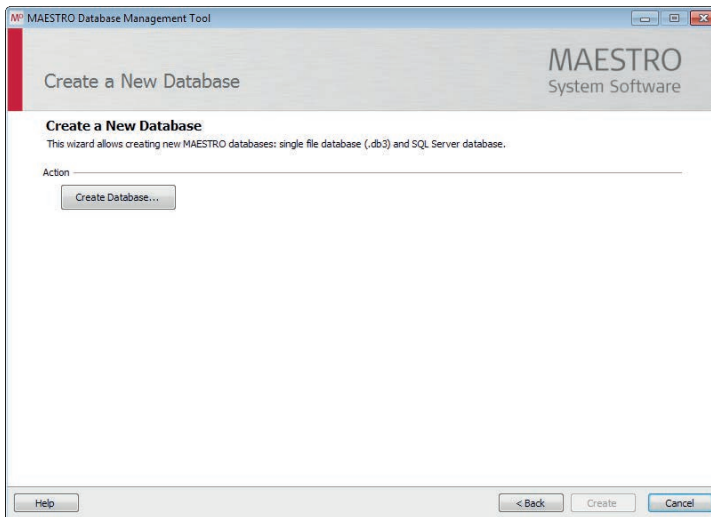 MP MAESTRO Database Management Tool
MAESTRO
Create a New Database
System Software
Create a New Database
This wizard allows creating new MAESTRO databases: single file database (.db3) and SQL Server database.
Action
Create Database...
Help
< Back
Create
Cancel